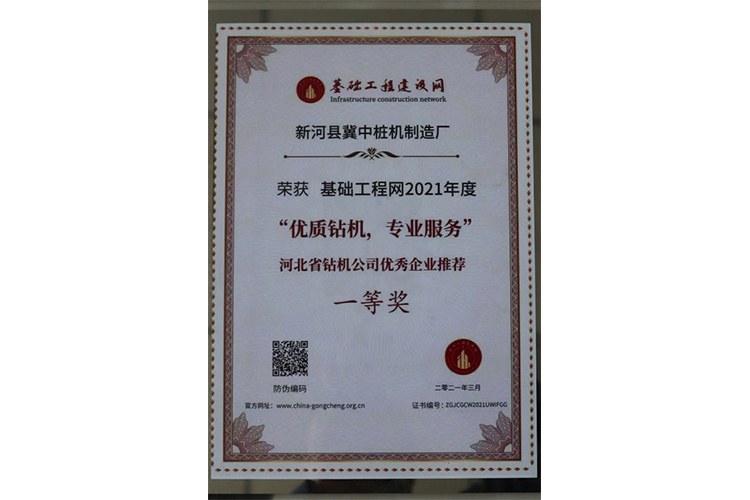 基础工程建设网
Infrastructure construction network
新河县冀中桩机制造厂
荣获 基础工程网2021年度
“优质钻机，专业服务”
河北省钻机公司优秀企业推荐
一等奖
防伪编码
二零二一年三月
官方网址：www.china-gongcheng.org.cn
证书编号：ZGJCGCW2021UWIFGG